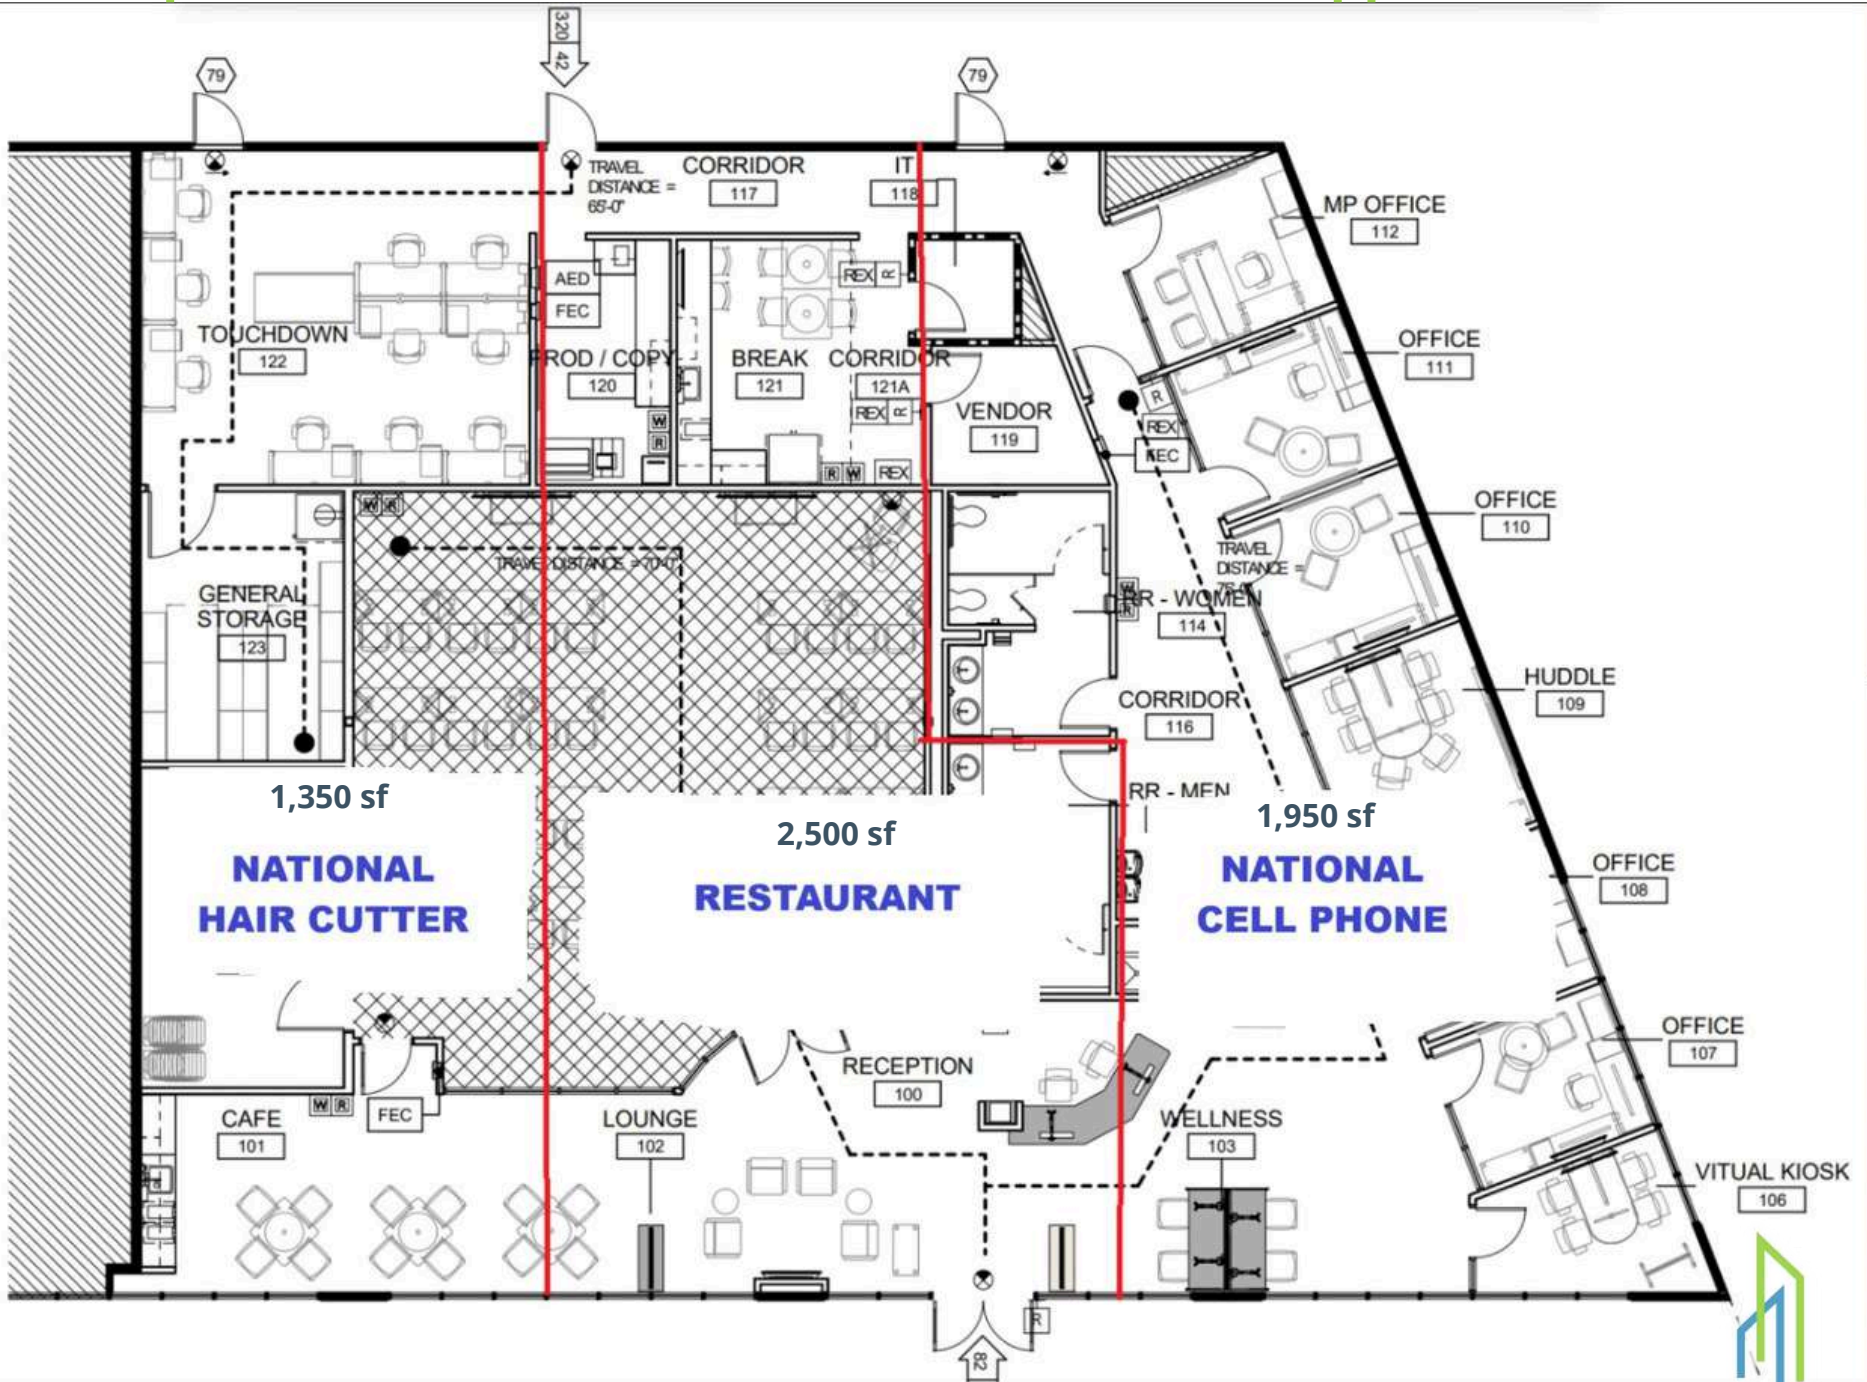 320
42
79
79
TRAVEL
DISTANCE =
65'-0"
CORRIDOR
117
IT
118
MP OFFICE
112
AED
FEC
REX
R
TOUCHDOWN
122
PROD / COPY
120
BREAK
121
CORRIDOR
121A
OFFICE
111
R
REX
FEC
REX
R
VENDOR
119
W
R
R
W
REX
W
R
OFFICE
110
TRAVEL DISTANCE = 70'-0"
TRAVEL
DISTANCE =
GENERAL
STORAGE
123
W
R
RR - WOMEN
114
HUDDLE
109
CORRIDOR
116
RR - MEN
1,350 sf
2,500 sf
1,950 sf
NATIONAL
HAIR CUTTER
RESTAURANT
NATIONAL
CELL PHONE
OFFICE
108
OFFICE
107
RECEPTION
100
W
R
FEC
CAFE
101
LOUNGE
102
WELLNESS
103
VITUAL KIOSK
106
R
82